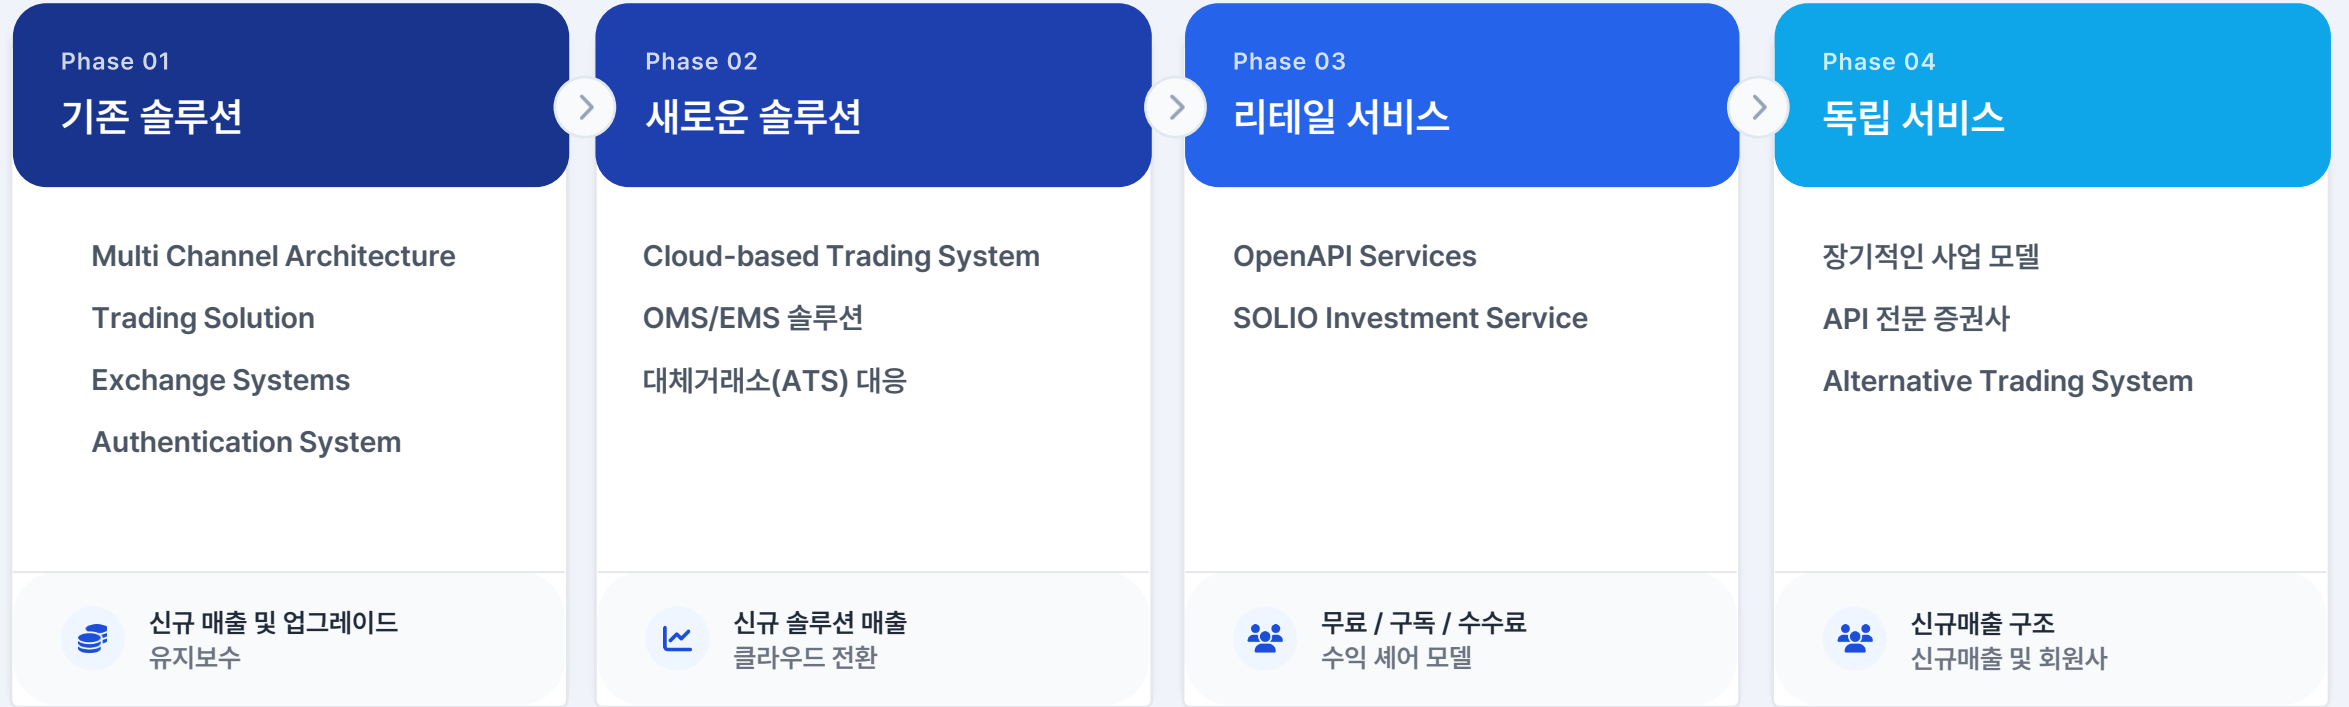 Phase 01
기존 솔루션
Multi Channel Architecture
Trading Solution
Exchange Systems
Authentication System
신규 매출 및 업그레이드
유지보수
Phase 02
새로운 솔루션
Cloud-based Trading System
OMS/EMS 솔루션
대체거래소(ATS) 대응
신규 솔루션 매출
클라우드 전환
Phase 03
리테일 서비스
OpenAPI Services
SOLIO Investment Service
무료 / 구독 / 수수료
수익 셰어 모델
Phase 04
독립 서비스
장기적인 사업 모델
API 전문 증권사
Alternative Trading System
신규매출 구조
신규매출 및 회원사